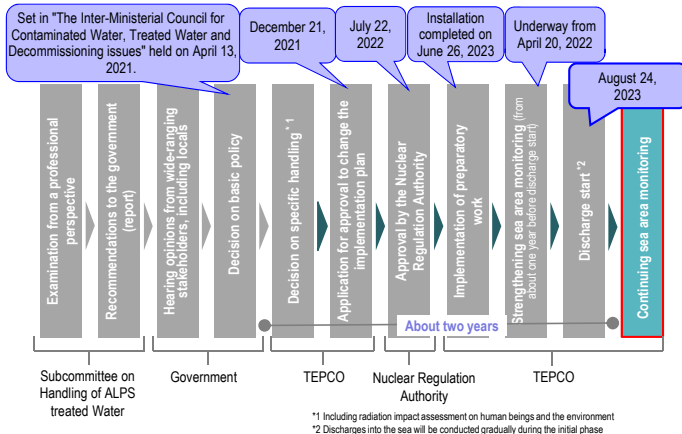 Set in "The Inter-Ministerial Council for
Contaminated Water, Treated Water and
Decommissioning issues" held on April 13,
2021.
December 21,
2021
July 22,
2022
Installation
completed on
June 26, 2023
Underway from
April 20, 2022
August 24,
2023
Examination from a professional
perspective
Recommendations to the government
(report)
Hearing opinions from wide-ranging
stakeholders, including locals
Decision on basic policy
Decision on specific handling*1
Application for approval to change the
implementation plan
Approval by the Nuclear
Regulation Authority
Implementation of preparatory
work
Strengthening sea area monitoring (from
about one year before discharge start)
Discharge start*2
Continuing sea area monitoring
About two years
Subcommittee on
Handling of ALPS
treated Water
Government
TEPCO
Nuclear Regulation
Authority
TEPCO
*1 Including radiation impact assessment on human beings and the environment
*2 Discharges into the sea will be conducted gradually during the initial phase